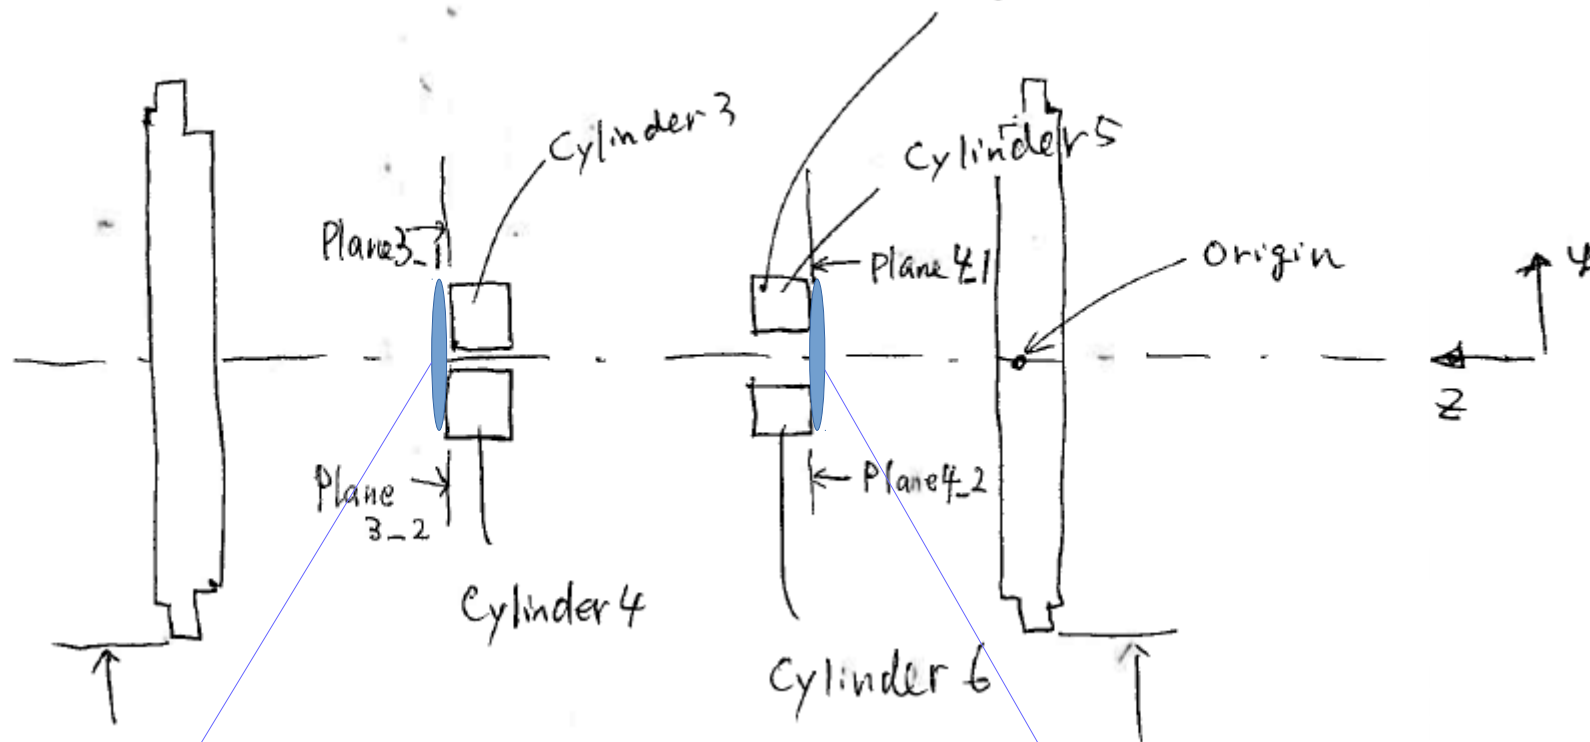 Cylinder 3
Cylinder 5
Plane3_1
Plane 4_1
Origin
Y
Z
Plane
3_2
Plane4_2
Cylinder 4
Cylinder 6